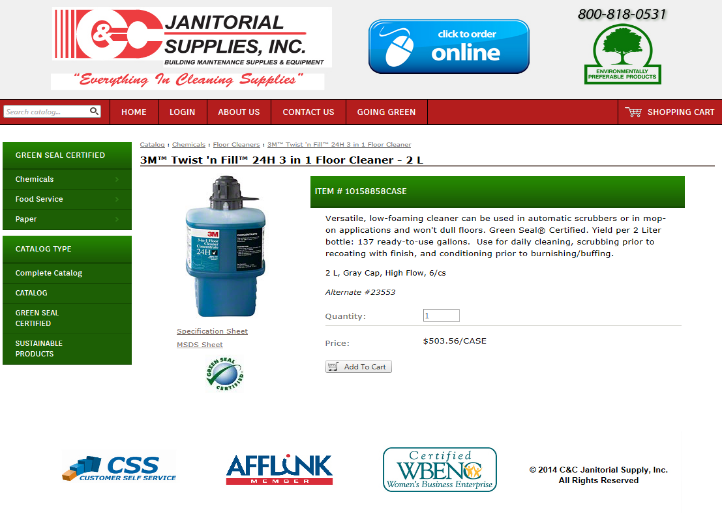 C&C JANITORIAL
SUPPLIES, INC.
BUILDING MAINTENANCE SUPPLIES & EQUIPMENT
"Everything In Cleaning Supplies"
click to order
online
800-818-0531
ENVIRONMENTALLY
PREFERABLE PRODUCTS
Search catalog...
HOME
LOGIN
ABOUT US
CONTACT US
GOING GREEN
SHOPPING CART
GREEN SEAL CERTIFIED
Chemicals
Food Service
Paper
CATALOG TYPE
Complete Catalog
CATALOG
GREEN SEAL
CERTIFIED
SUSTAINABLE
PRODUCTS
Catalog : Chemicals : Floor Cleaners : 3M™ Twist 'n Fill™ 24H 3 in 1 Floor Cleaner
3M™ Twist 'n Fill™ 24H 3 in 1 Floor Cleaner - 2 L
3M
3-in-1 Floor
Cleaner
Concentrate
24H
Specification Sheet
MSDS Sheet
GREEN SEAL
CERTIFIED
ITEM # 10158858CASE
Versatile, low-foaming cleaner can be used in automatic scrubbers or in mop-
on applications and won't dull floors. Green Seal® Certified. Yield per 2 Liter
bottle: 137 ready-to-use gallons. Use for daily cleaning, scrubbing prior to
recoating with finish, and conditioning prior to burnishing/buffing.
2 L, Gray Cap, High Flow, 6/cs
Alternate #23553
Quantity:
1
Price:
$503.56/CASE
Add To Cart
CSS
CUSTOMER SELF SERVICE
AFFLINK
MEMBER
Certified
WBENC
Women's Business Enterprise
© 2014 C&C Janitorial Supply, Inc.
All Rights Reserved